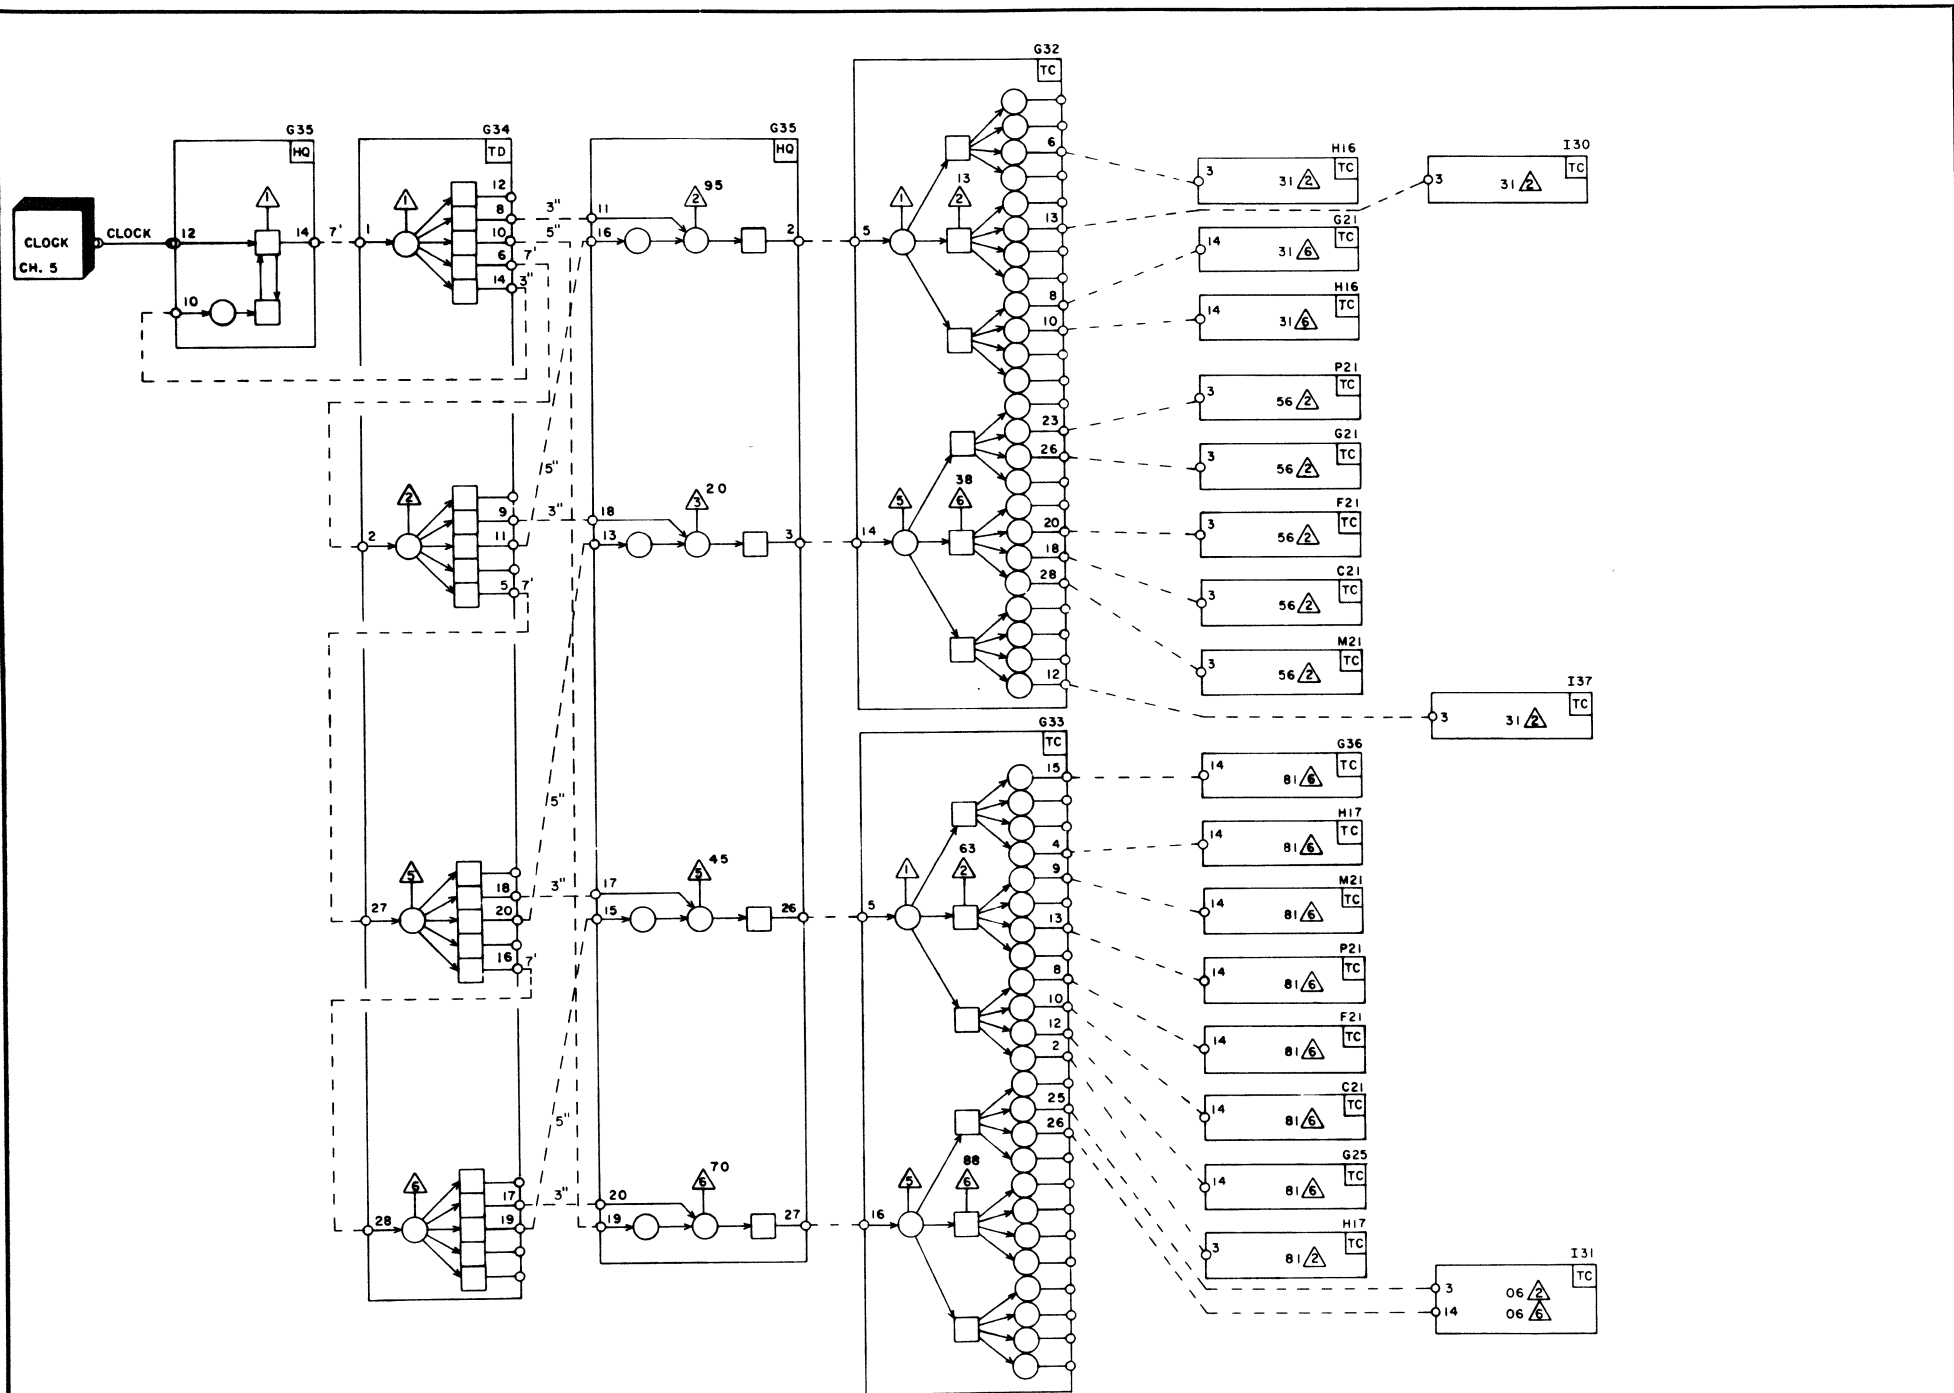 CLOCK
CH. 5
CLOCK
G35
HQ
12
1
14
7'
10
G34
TD
1
1
12
8
3"
10
5"
6
7'
14
3"
2
2
9
3"
11
5"
5
7'
27
5
18
3"
20
5"
16
7'
28
6
17
3"
19
5"
G35
HQ
11
16
2
95
2
18
13
3
20
3
17
15
5
45
26
20
19
6
70
27
G32
TC
5
1
13
2
6
13
8
10
14
5
38
6
23
26
20
18
28
12
G33
TC
5
1
63
2
15
4
9
13
8
10
12
2
16
5
88
6
25
26
H16
TC
3
31 2
I30
TC
3
31 2
G21
TC
14
31 6
H16
TC
14
31 6
P21
TC
3
56 2
G21
TC
3
56 2
F21
TC
3
56 2
C21
TC
3
56 2
M21
TC
3
56 2
I37
TC
3
31 2
G36
TC
14
81 6
H17
TC
14
81 6
M21
TC
14
81 6
P21
TC
14
81 6
F21
TC
14
81 6
C21
TC
14
81 6
G25
TC
14
81 6
H17
TC
3
81 2
I31
TC
3
06 2
14
06 6